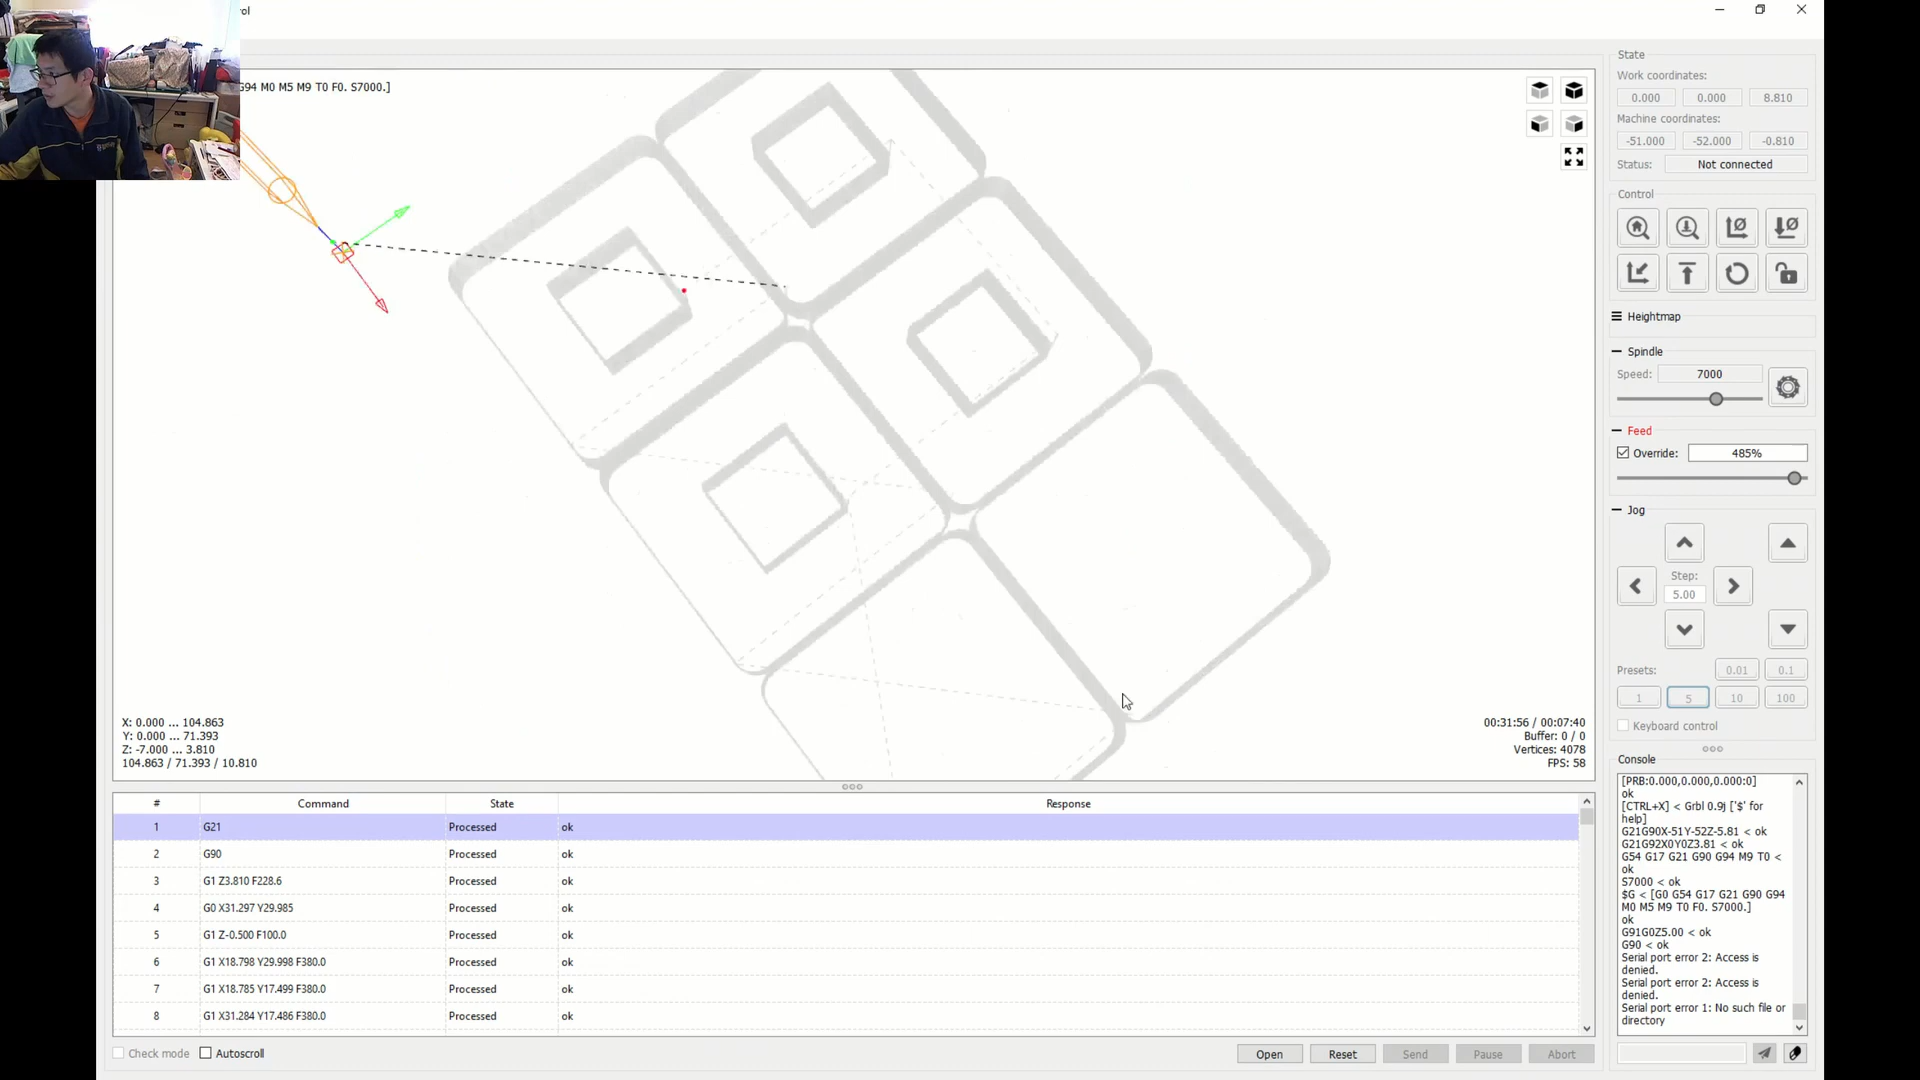 ol
G94 M0 M5 M9 T0 F0. S7000.]
State
Work coordinates:
0.000 0.000 8.810
Machine coordinates:
-51.000 -52.000 -0.810
Status: Not connected
Control
Heightmap
Spindle
Speed: 7000
Feed
Override: 485%
Jog
Step:
5.00
Presets: 0.01 0.1
1 5 10 100
Keyboard control
X: 0.000 ... 104.863
Y: 0.000 ... 71.393
Z: -7.000 ... 3.810
104.863 / 71.393 / 10.810
00:31:56 / 00:07:40
Buffer: 0 / 0
Vertices: 4078
FPS: 58
# Command State Response
1 G21 Processed ok
2 G90 Processed ok
3 G1 Z3.810 F228.6 Processed ok
4 G0 X31.297 Y29.985 Processed ok
5 G1 Z-0.500 F100.0 Processed ok
6 G1 X18.798 Y29.998 F380.0 Processed ok
7 G1 X18.785 Y17.499 F380.0 Processed ok
8 G1 X31.284 Y17.486 F380.0 Processed ok
Check mode Autoscroll
Open Reset Send Pause Abort
Console
[PRB:0.000,0.000,0.000:0]
ok
[CTRL+X] < Grbl 0.9j ['$' for
help]
G21G90X-51Y-52Z-5.81 < ok
G21G92X0Y0Z3.81 < ok
G54 G17 G21 G90 G94 M9 T0 <
ok
S7000 < ok
$G < [G0 G54 G17 G21 G90 G94
M0 M5 M9 T0 F0. S7000.]
ok
G91G0Z5.00 < ok
G90 < ok
Serial port error 2: Access is
denied.
Serial port error 2: Access is
denied.
Serial port error 1: No such file or
directory